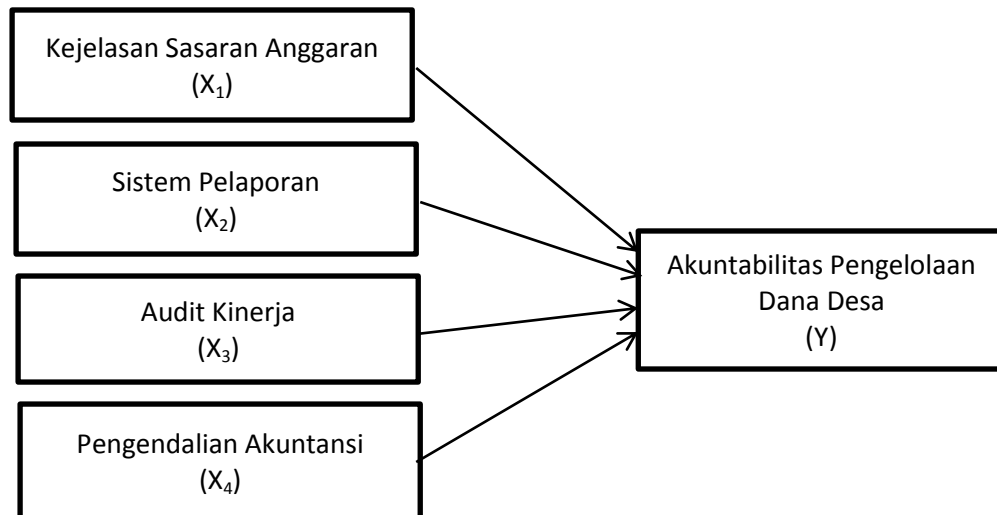 Kejelasan Sasaran Anggaran
(X₁)
Sistem Pelaporan
(X₂)
Audit Kinerja
(X₃)
Pengendalian Akuntansi
(X₄)
Akuntabilitas Pengelolaan
Dana Desa
(Y)